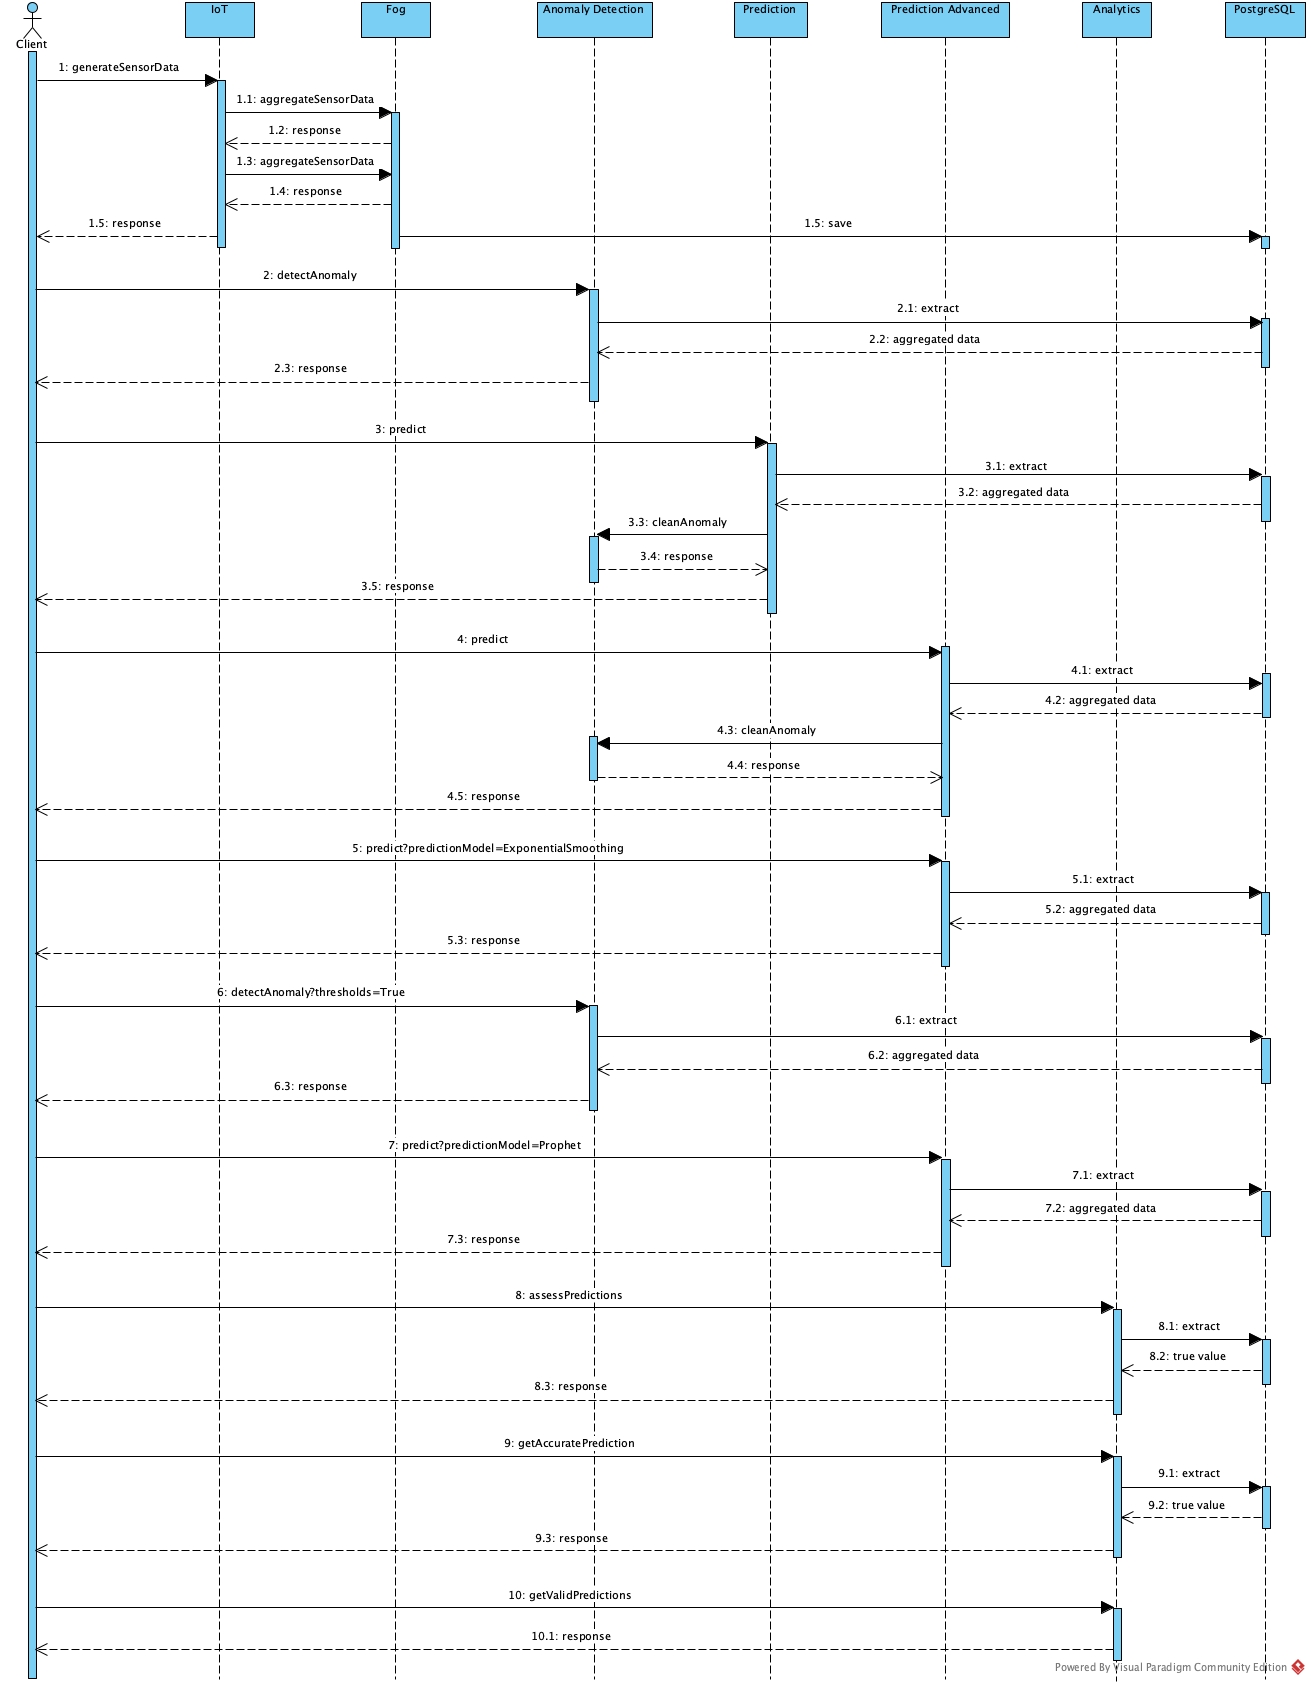 IoT
Fog
Anomaly Detection
Prediction
Prediction Advanced
Analytics
PostgreSQL
Client
1: generateSensorData
1.1: aggregateSensorData
1.2: response
1.3: aggregateSensorData
1.4: response
1.5: response
1.5: save
2: detectAnomaly
2.1: extract
2.2: aggregated data
2.3: response
3: predict
3.1: extract
3.2: aggregated data
3.3: cleanAnomaly
3.4: response
3.5: response
4: predict
4.1: extract
4.2: aggregated data
4.3: cleanAnomaly
4.4: response
4.5: response
5: predict?predictionModel=ExponentialSmoothing
5.1: extract
5.2: aggregated data
5.3: response
6: detectAnomaly?thresholds=True
6.1: extract
6.2: aggregated data
6.3: response
7: predict?predictionModel=Prophet
7.1: extract
7.2: aggregated data
7.3: response
8: assessPredictions
8.1: extract
8.2: true value
8.3: response
9: getAccuratePrediction
9.1: extract
9.2: true value
9.3: response
10: getValidPredictions
10.1: response
Powered By Visual Paradigm Community Edition